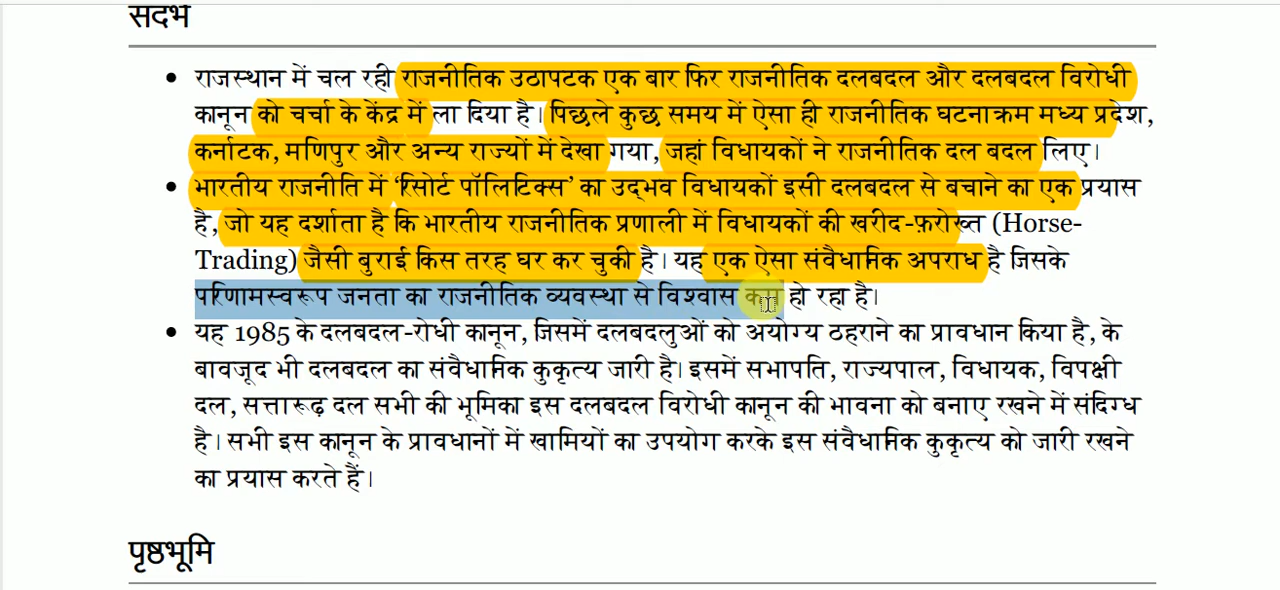 संदर्भ
• राजस्थान में चल रही राजनीतिक उठापटक एक बार फिर राजनीतिक दलबदल और दलबदल विरोधी
कानून को चर्चा के केंद्र में ला दिया है। पिछले कुछ समय में ऐसा ही राजनीतिक घटनाक्रम मध्य प्रदेश,
कर्नाटक, मणिपुर और अन्य राज्यों में देखा गया, जहां विधायकों ने राजनीतिक दल बदल लिए।
• भारतीय राजनीति में ‘रिसोर्ट पॉलिटिक्स’ का उद्भव विधायकों इसी दलबदल से बचाने का एक प्रयास
है, जो यह दर्शाता है कि भारतीय राजनीतिक प्रणाली में विधायकों की खरीद-फ़रोख्त (Horse-
Trading) जैसी बुराई किस तरह घर कर चुकी है। यह एक ऐसा संवैधानिक अपराध है जिसके
परिणामस्वरूप जनता का राजनीतिक व्यवस्था से विश्वास कम हो रहा है।
• यह 1985 के दलबदल-रोधी कानून, जिसमें दलबदलुओं को अयोग्य ठहराने का प्रावधान किया है, के
बावजूद भी दलबदल का संवैधानिक कुकृत्य जारी है। इसमें सभापति, राज्यपाल, विधायक, विपक्षी
दल, सत्तारूढ़ दल सभी की भूमिका इस दलबदल विरोधी कानून की भावना को बनाए रखने में संदिग्ध
है। सभी इस कानून के प्रावधानों में खामियों का उपयोग करके इस संवैधानिक कुकृत्य को जारी रखने
का प्रयास करते हैं।
पृष्ठभूमि